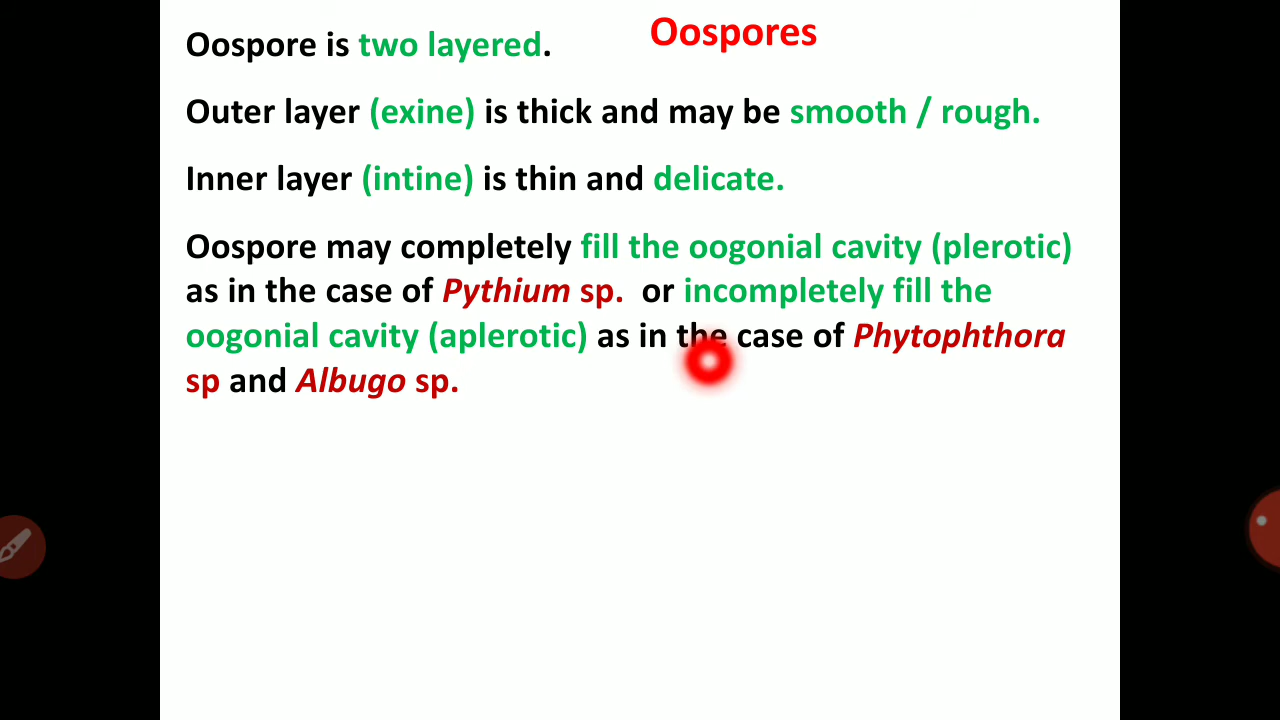 Oospores
Oospore is two layered.
Outer layer (exine) is thick and may be smooth / rough.
Inner layer (intine) is thin and delicate.
Oospore may completely fill the oogonial cavity (plerotic)
as in the case of Pythium sp. or incompletely fill the
oogonial cavity (aplerotic) as in the case of Phytophthora
sp and Albugo sp.